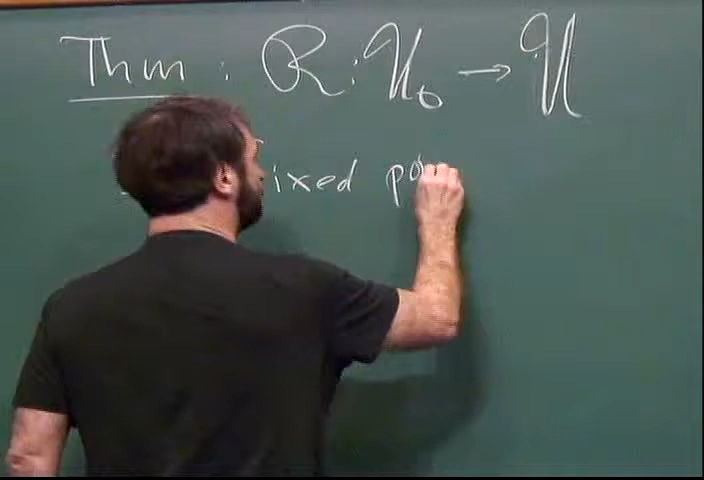 Thm : R : U₀ → U
ixed po